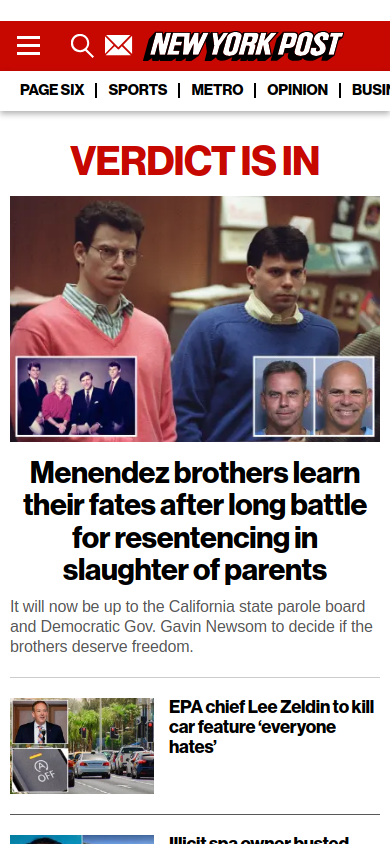 NEW YORK POST
PAGE SIX | SPORTS | METRO | OPINION | BUSIN
VERDICT IS IN
Menendez brothers learn
their fates after long battle
for resentencing in
slaughter of parents
It will now be up to the California state parole board
and Democratic Gov. Gavin Newsom to decide if the
brothers deserve freedom.
EPA chief Lee Zeldin to kill
car feature ‘everyone
hates’
A
OFF
Illicit spa owner busted